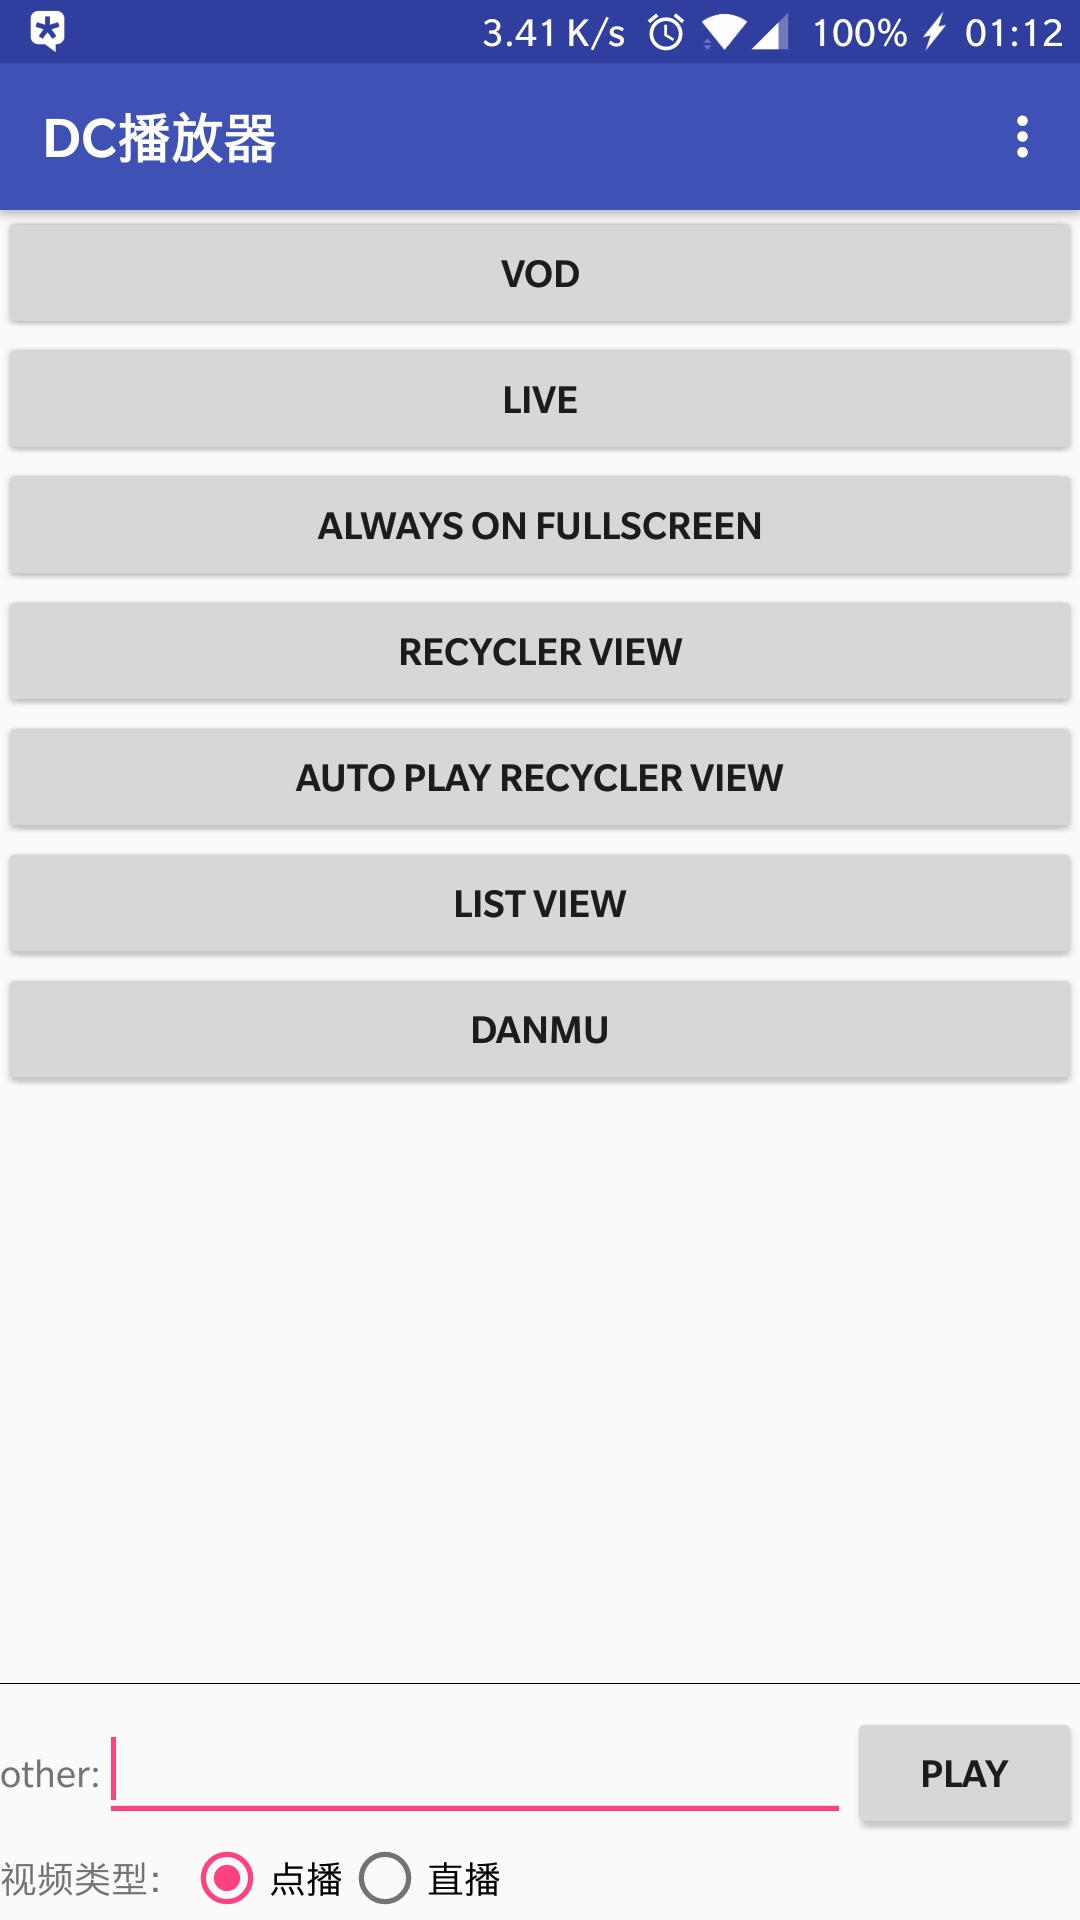 3.41 K/s 100% 01:12
DC播放器
VOD
LIVE
ALWAYS ON FULLSCREEN
RECYCLER VIEW
AUTO PLAY RECYCLER VIEW
LIST VIEW
DANMU
other:
PLAY
视频类型: 点播 直播